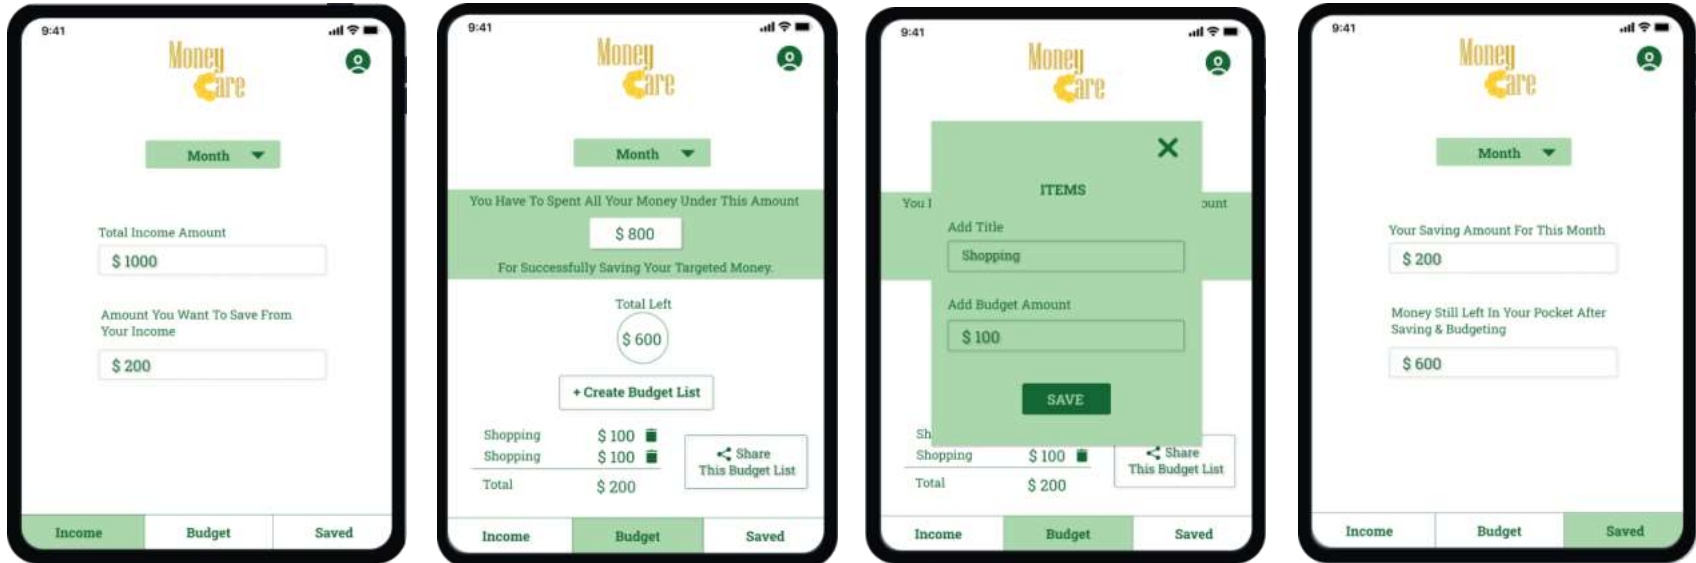 9:41
Money
Care
Month
Total Income Amount
$ 1000
Amount You Want To Save From
Your Income
$ 200
Income
Budget
Saved
9:41
Money
Care
Month
You Have To Spent All Your Money Under This Amount
$ 800
For Successfully Saving Your Targeted Money.
Total Left
$ 600
+ Create Budget List
Shopping $ 100
Shopping $ 100
Total $ 200
Share
This Budget List
Income
Budget
Saved
9:41
Money
Care
You H
ount
ITEMS
Add Title
Shopping
Add Budget Amount
$ 100
SAVE
Sh
Shopping $ 100
Total $ 200
Share
This Budget List
Income
Budget
Saved
9:41
Money
Care
Month
Your Saving Amount For This Month
$ 200
Money Still Left In Your Pocket After
Saving & Budgeting
$ 600
Income
Budget
Saved